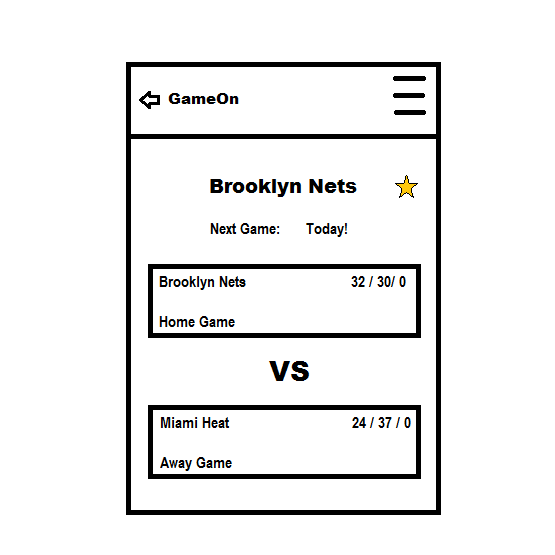 GameOn
Brooklyn Nets
Next Game: Today!
Brooklyn Nets 32 / 30/ 0
Home Game
VS
Miami Heat 24 / 37 / 0
Away Game